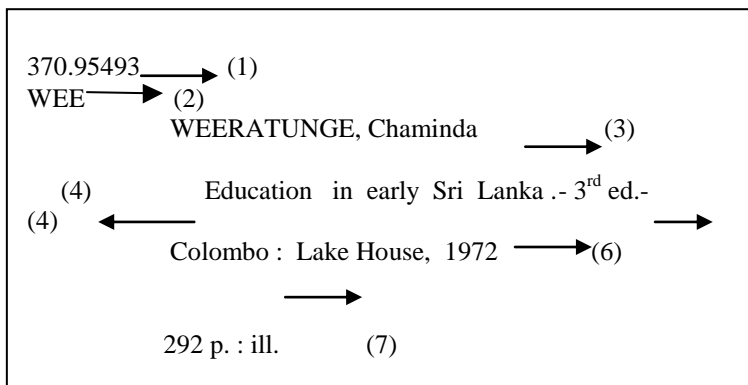 370.95493 (1)
WEE (2)
WEERATUNGE, Chaminda (3)
(4) Education in early Sri Lanka .- 3rd ed.-
(4)
Colombo : Lake House, 1972 (6)
292 p. : ill. (7)